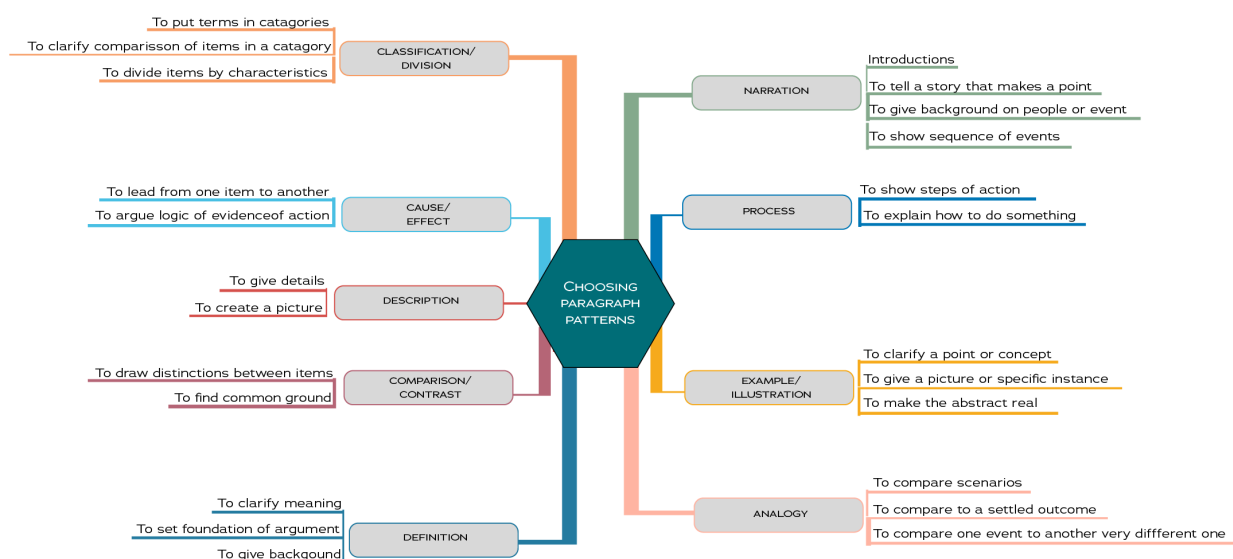 Choosing
paragraph
patterns
To put terms in catagories
To clarify comparisson of items in a catagory
To divide items by characteristics
CLASSIFICATION/
DIVISION
To lead from one item to another
To argue logic of evidenceof action
CAUSE/
EFFECT
To give details
To create a picture
DESCRIPTION
To draw distinctions between items
To find common ground
COMPARISON/
CONTRAST
To clarify meaning
To set foundation of argument
To give backgound
DEFINITION
NARRATION
Introductions
To tell a story that makes a point
To give background on people or event
To show sequence of events
PROCESS
To show steps of action
To explain how to do something
EXAMPLE/
ILLUSTRATION
To clarify a point or concept
To give a picture or specific instance
To make the abstract real
ANALOGY
To compare scenarios
To compare to a settled outcome
To compare one event to another very diffferent one